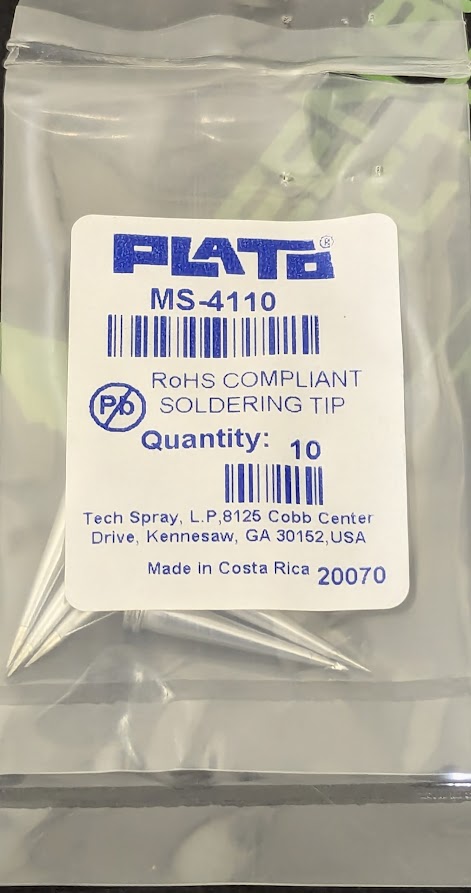 PLATO®
MS-4110
RoHS COMPLIANT
Pb SOLDERING TIP
Quantity: 10
Tech Spray, L.P,8125 Cobb Center
Drive, Kennesaw, GA 30152,USA
Made in Costa Rica 20070